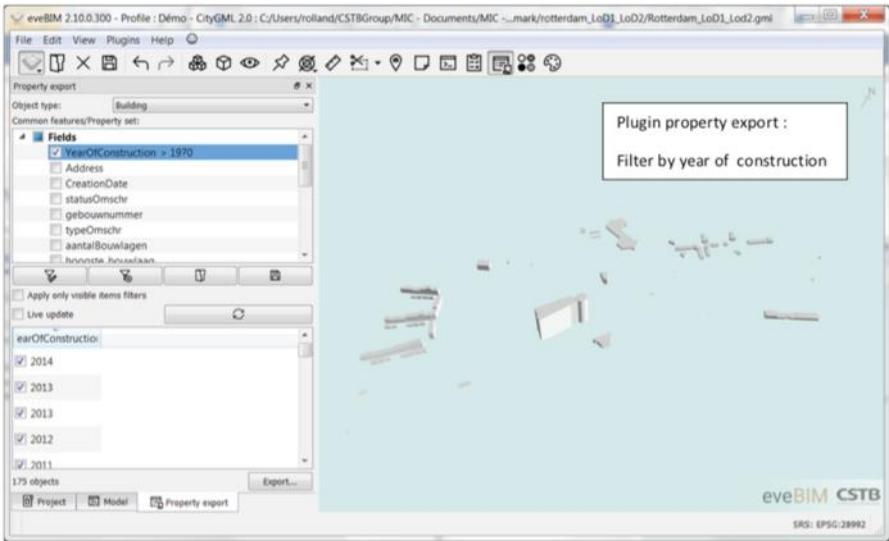 eveBIM 2.10.0.300 - Profile : Démo - CityGML 2.0 : C:/Users/rolland/CSTBGroup/MIC - Documents/MIC -...mark/rotterdam_LoD1_LoD2/Rotterdam_LoD1_Lod2.gml
File Edit View Plugins Help
Property export
Object type: Building
Common features/Property set:
Fields
YearOfConstruction > 1970
Address
CreationDate
statusOmschr
gebouwnummer
typeOmschr
aantalBouwlagen
hoogste_bouwlaag
Apply only visible items filters
Live update
earOfConstructio
2014
2013
2013
2012
2011
175 objects
Export...
Project Model Property export
Plugin property export :
Filter by year of construction
N
eveBIM CSTB
SRS: EPSG:28992